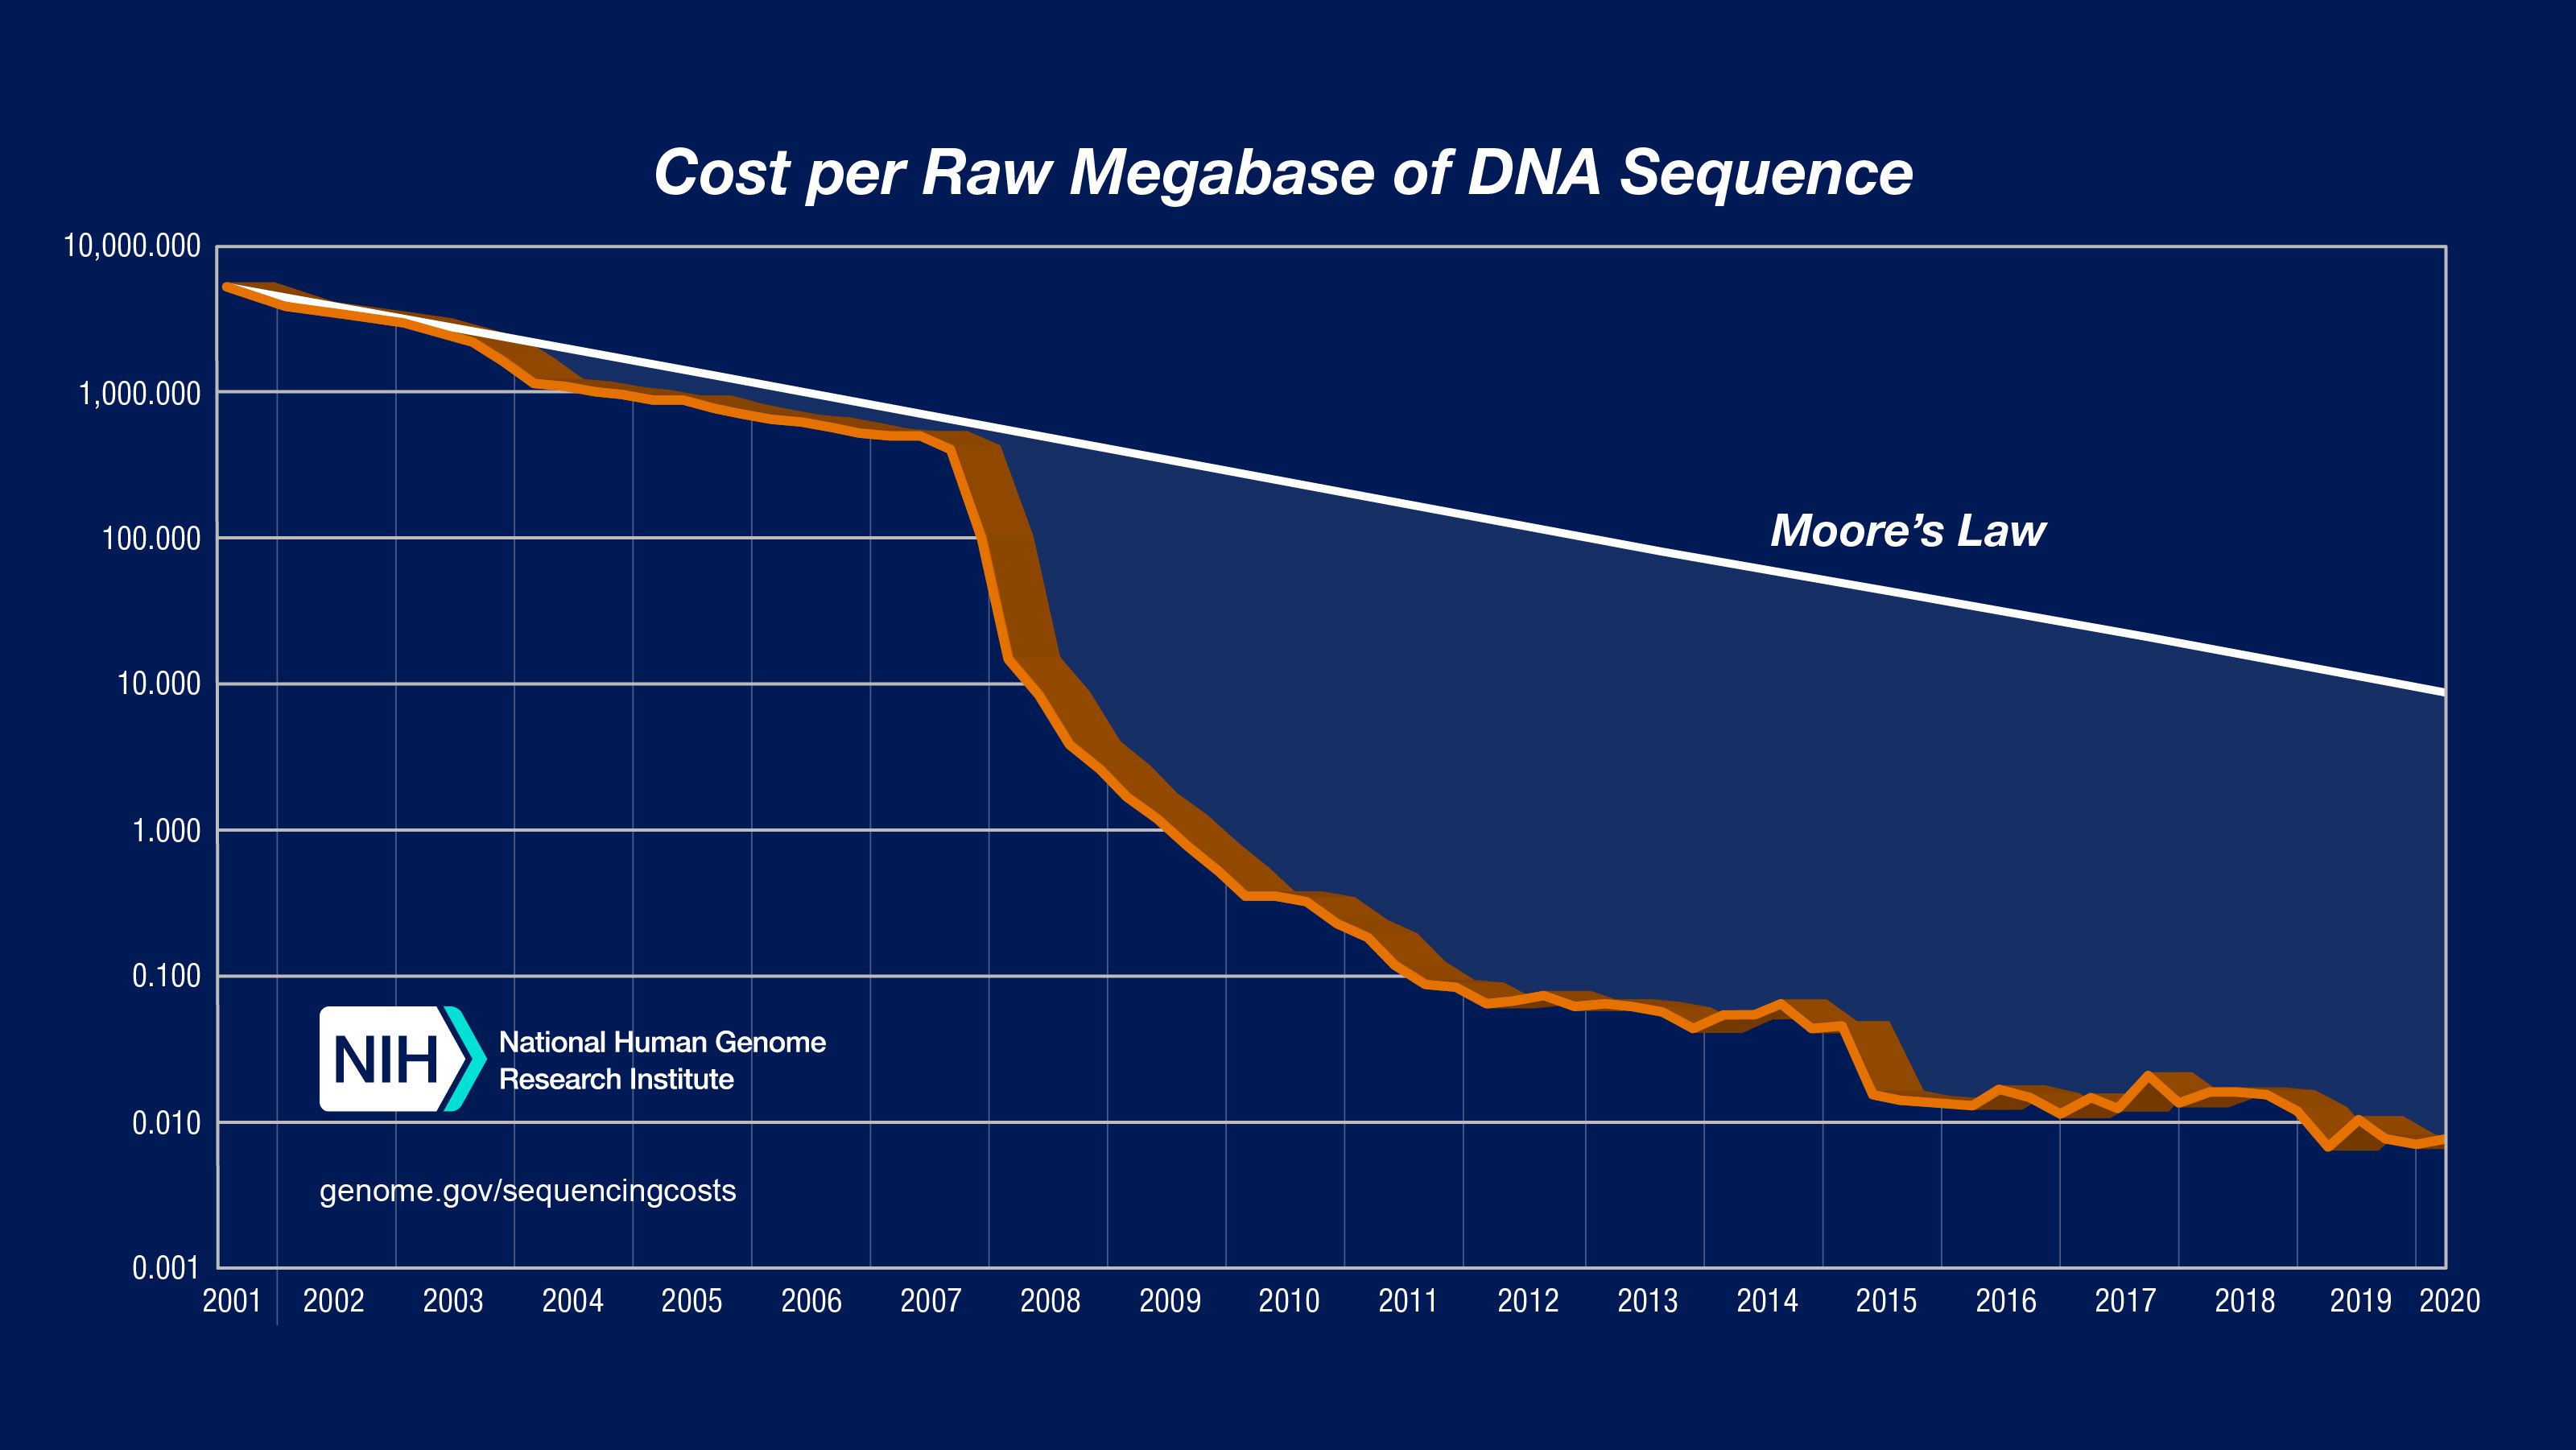 Cost per Raw Megabase of DNA Sequence
10,000.000
1,000.000
100.000
10.000
1.000
0.100
0.010
0.001
Moore's Law
NIH
National Human Genome
Research Institute
genome.gov/sequencingcosts
2001 2002 2003 2004 2005 2006 2007 2008 2009 2010 2011 2012 2013 2014 2015 2016 2017 2018 2019 2020